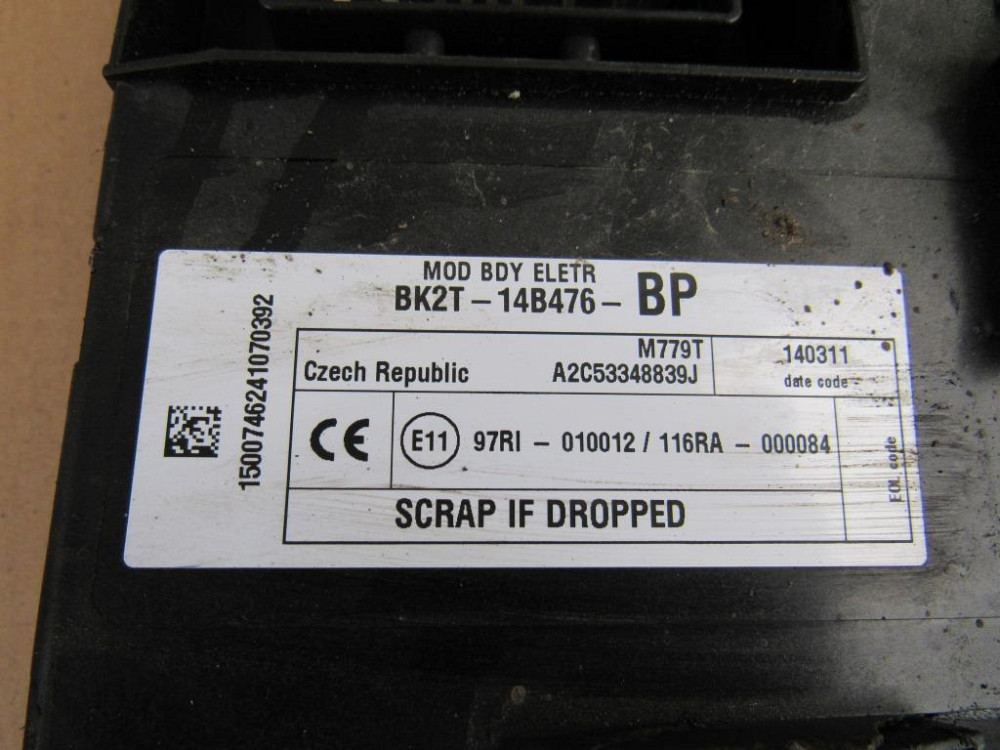 MOD BDY ELETR
BK2T - 14B476 - BP
M779T
Czech Republic A2C53348839J
140311
date code
CE
E11 97RI - 010012 / 116RA - 000084
SCRAP IF DROPPED
EOL code
1500746241070392